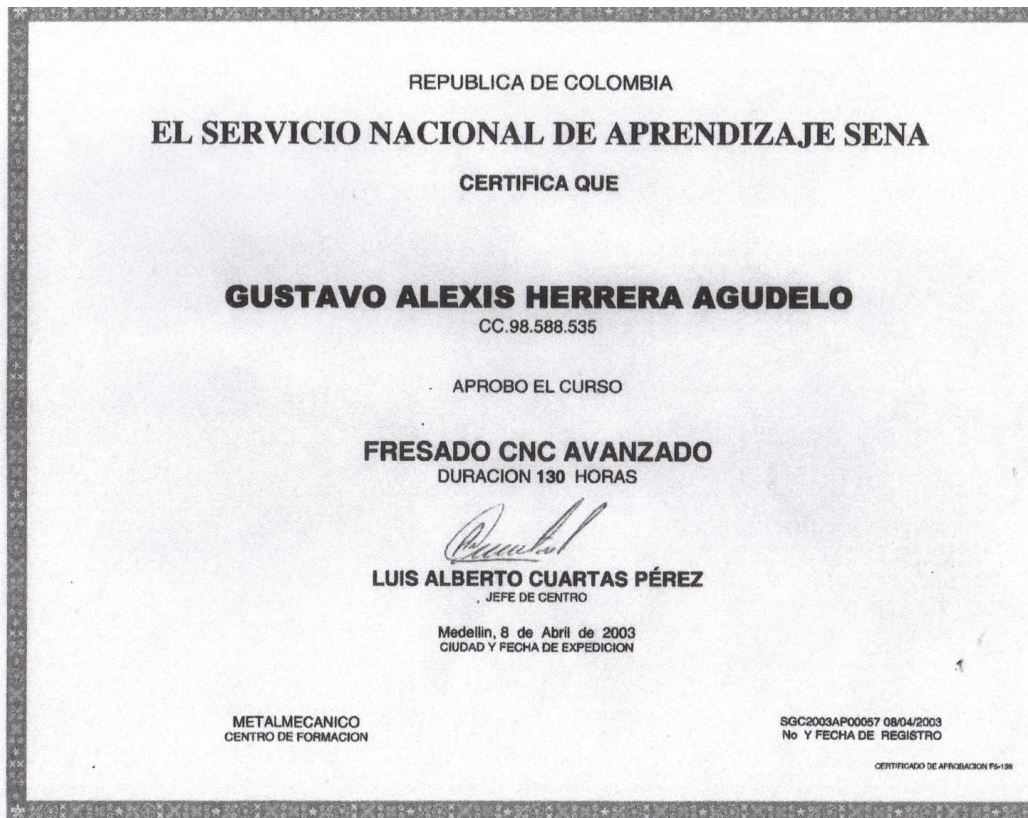 REPUBLICA DE COLOMBIA
EL SERVICIO NACIONAL DE APRENDIZAJE SENA
CERTIFICA QUE
GUSTAVO ALEXIS HERRERA AGUDELO
CC.98.588.535
APROBO EL CURSO
FRESADO CNC AVANZADO
DURACION 130 HORAS
LUIS ALBERTO CUARTAS PÉREZ
JEFE DE CENTRO
Medellin, 8 de Abril de 2003
CIUDAD Y FECHA DE EXPEDICION
METALMECANICO
CENTRO DE FORMACION
SGC2003AP00057 08/04/2003
No Y FECHA DE REGISTRO
CERTIFICADO DE APROBACION